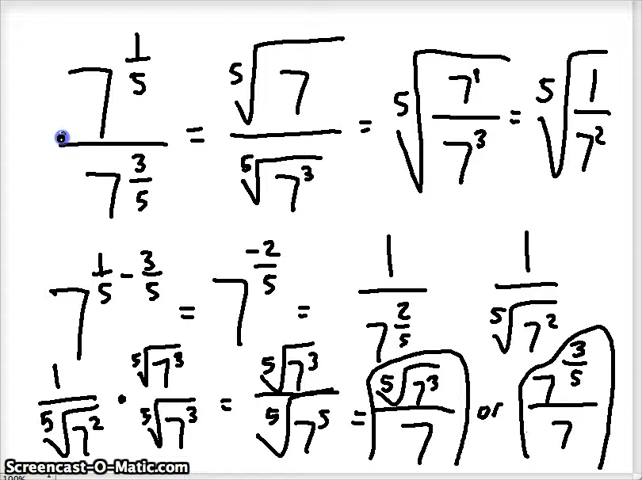 7^(1/5) / 7^(3/5) = ⁵√7 / ⁵√7³ = ⁵√(7¹/7³) = ⁵√(1/7²)
7^(1/5 - 3/5) = 7^(-2/5) = 1 / 7^(2/5) 1 / ⁵√7²
1 / ⁵√7² · ⁵√7³ / ⁵√7³ = ⁵√7³ / ⁵√7⁵ = ⁵√7³ / 7 or 7^(3/5) / 7
Screencast-O-Matic.com
100%